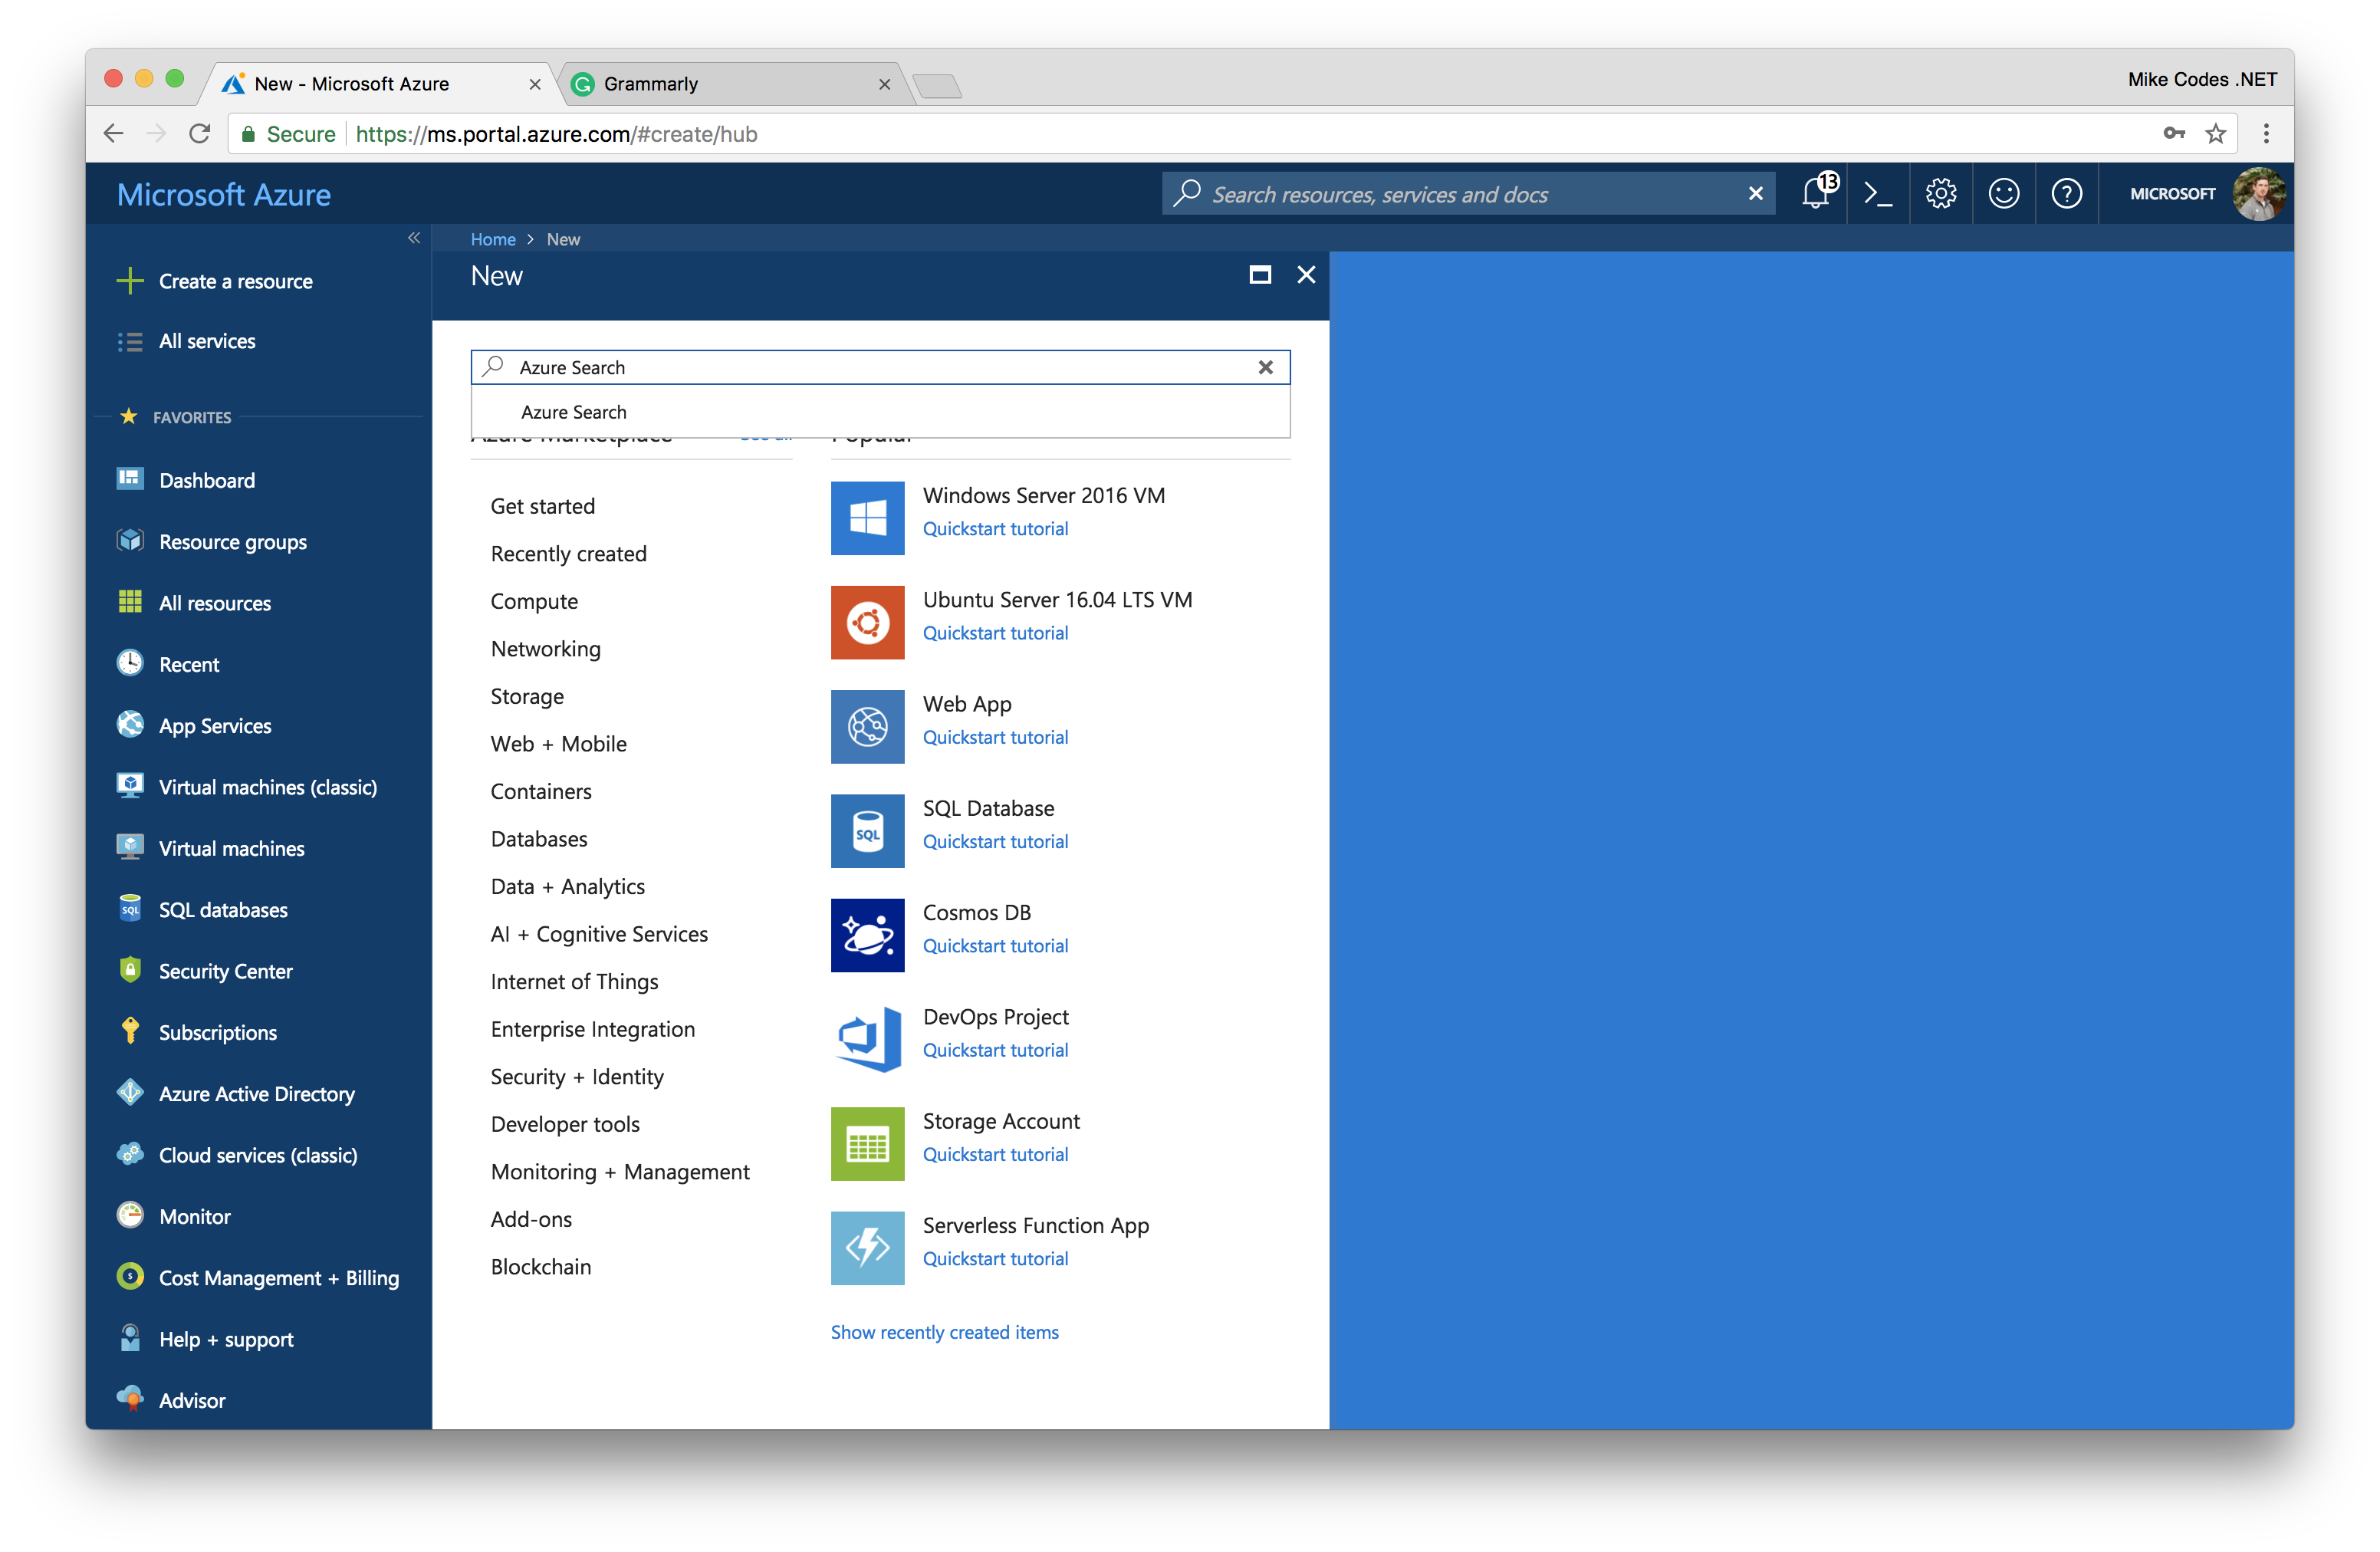 New - Microsoft Azure
Grammarly
Mike Codes .NET
Secure
https://ms.portal.azure.com/#create/hub
Microsoft Azure
Search resources, services and docs
13
MICROSOFT
Home > New
New
Create a resource
All services
FAVORITES
Dashboard
Resource groups
All resources
Recent
App Services
Virtual machines (classic)
Virtual machines
SQL databases
SQL
Security Center
Subscriptions
Azure Active Directory
Cloud services (classic)
Monitor
Cost Management + Billing
Help + support
Advisor
Azure Search
Azure Search
Azure Marketplace
See all
Popular
Get started
Recently created
Compute
Networking
Storage
Web + Mobile
Containers
Databases
Data + Analytics
AI + Cognitive Services
Internet of Things
Enterprise Integration
Security + Identity
Developer tools
Monitoring + Management
Add-ons
Blockchain
Windows Server 2016 VM
Quickstart tutorial
Ubuntu Server 16.04 LTS VM
Quickstart tutorial
Web App
Quickstart tutorial
SQL
SQL Database
Quickstart tutorial
Cosmos DB
Quickstart tutorial
DevOps Project
Quickstart tutorial
Storage Account
Quickstart tutorial
Serverless Function App
Quickstart tutorial
Show recently created items